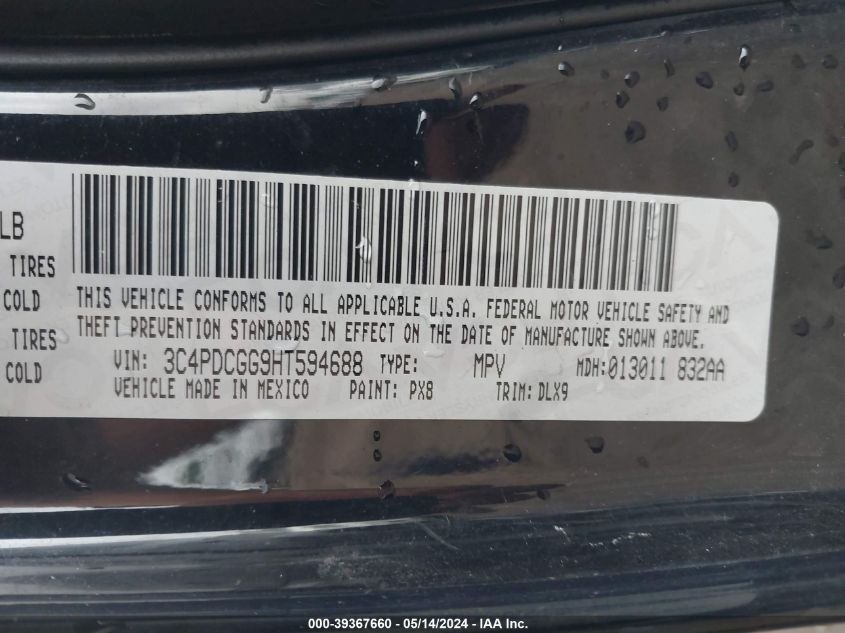 LB
TIRES
COLD
TIRES
COLD
THIS VEHICLE CONFORMS TO ALL APPLICABLE U.S.A. FEDERAL MOTOR VEHICLE SAFETY AND
THEFT PREVENTION STANDARDS IN EFFECT ON THE DATE OF MANUFACTURE SHOWN ABOVE.
VIN: 3C4PDCGG9HT594688 TYPE: MPV MDH:013011 832AA
VEHICLE MADE IN MEXICO PAINT: PX8 TRIM: DLX9
000-39367660 - 05/14/2024 - IAA Inc.